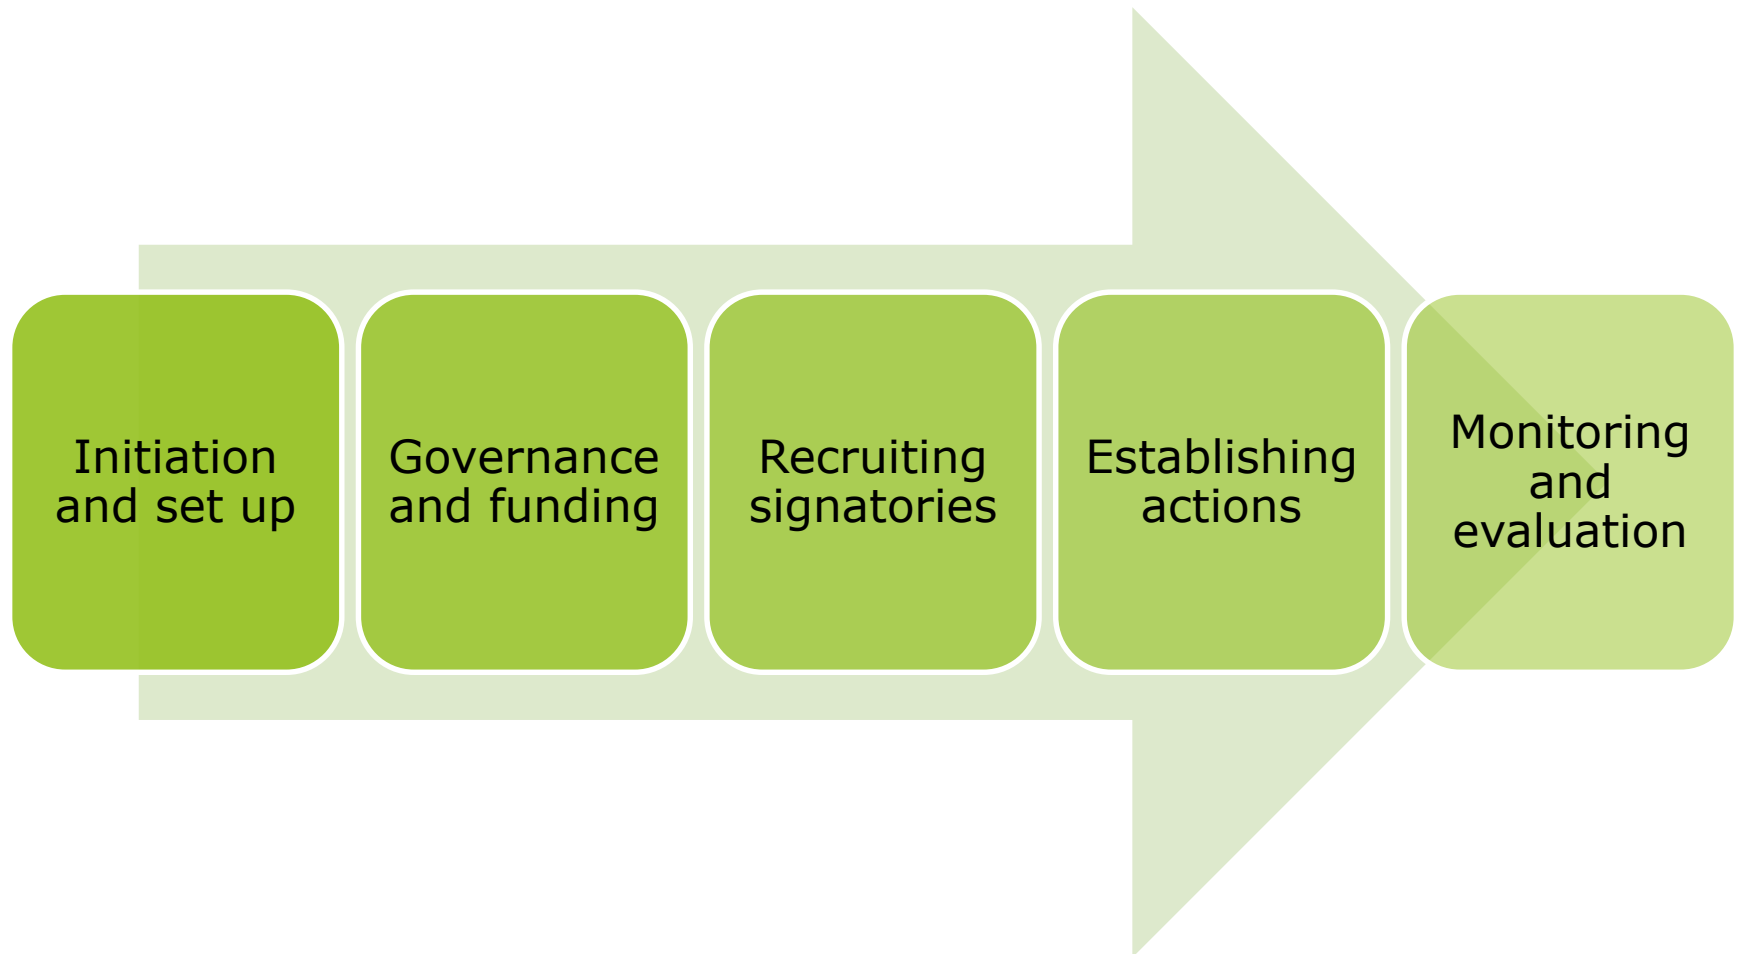 Initiation
and set up
Governance
and funding
Recruiting
signatories
Establishing
actions
Monitoring
and
evaluation